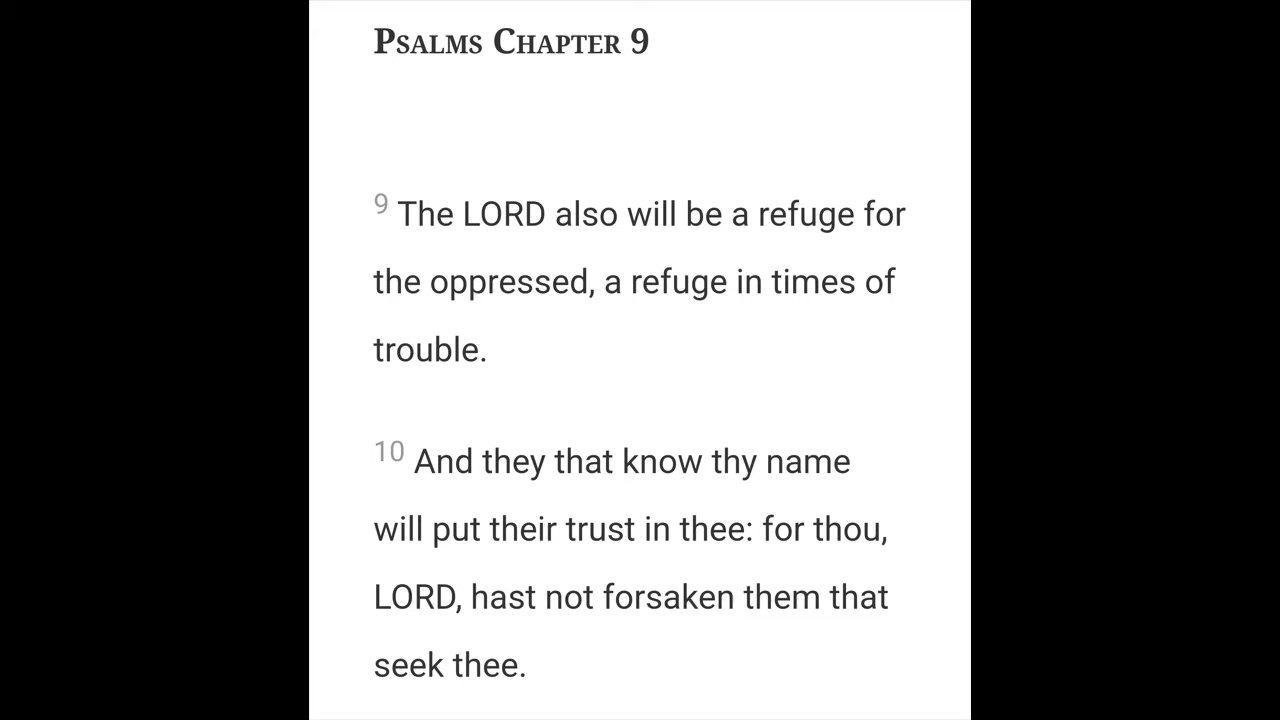 Psalms Chapter 9
9 The LORD also will be a refuge for
the oppressed, a refuge in times of
trouble.
10 And they that know thy name
will put their trust in thee: for thou,
LORD, hast not forsaken them that
seek thee.